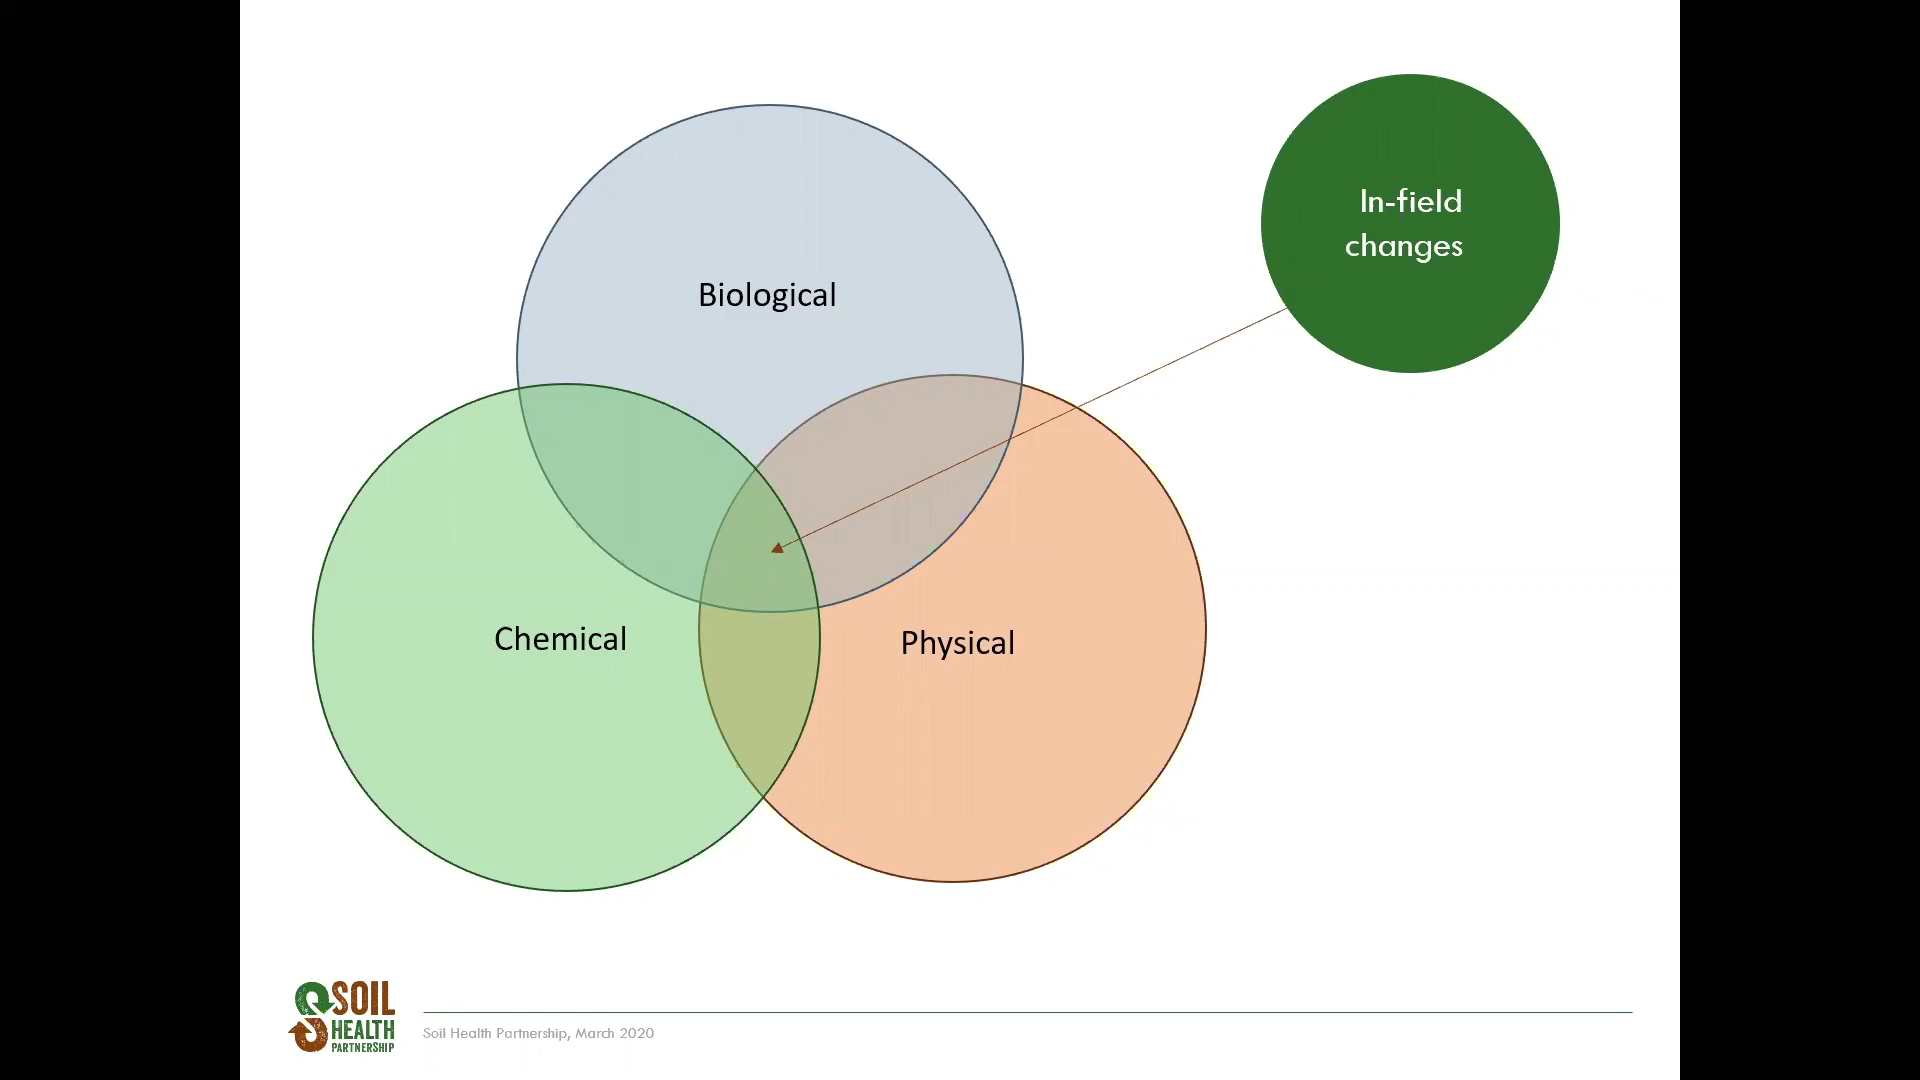 In-field
changes
Biological
Chemical
Physical
SOIL
HEALTH
PARTNERSHIP
Soil Health Partnership, March 2020